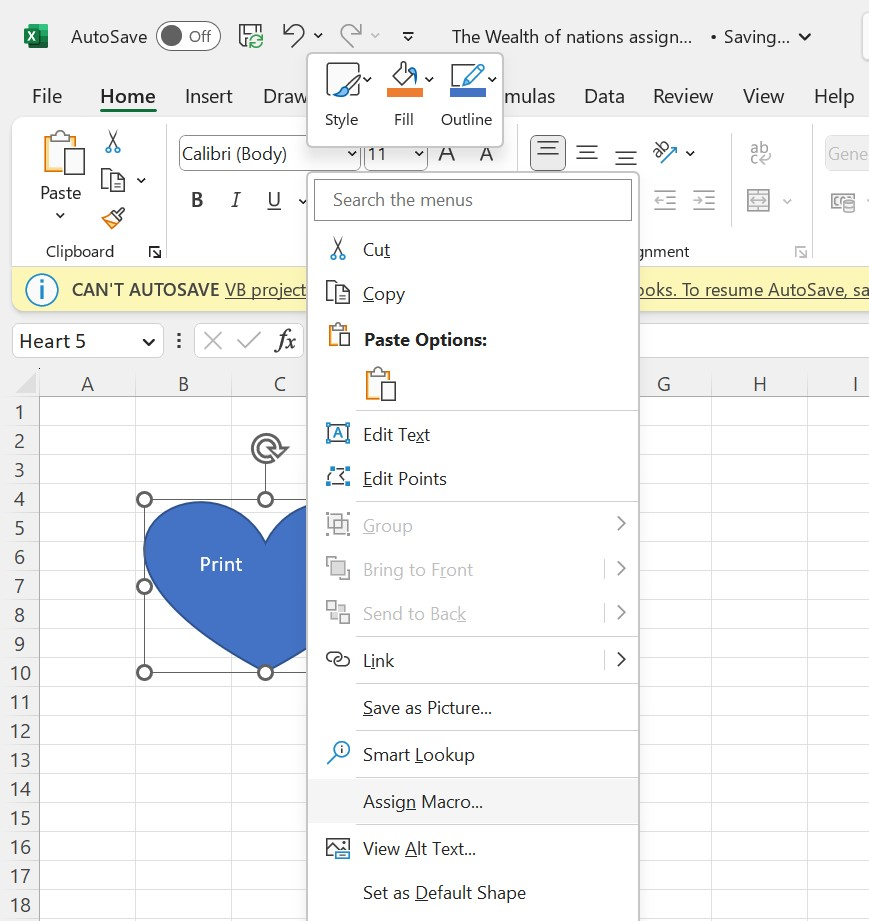 AutoSave Off The Wealth of nations assign... • Saving...
File Home Insert Draw mulas Data Review View Help
Style Fill Outline
Paste Calibri (Body) 11 A A ab Gene
B I U
Clipboard gnment
Search the menus
CAN'T AUTOSAVE VB project ooks. To resume AutoSave, sa
Heart 5 fx
A B C G H I
1
2
3
4
5
6
7
8
9
10
11
12
13
14
15
16
17
18
Print
Cut
Copy
Paste Options:
Edit Text
Edit Points
Group
Bring to Front
Send to Back
Link
Save as Picture...
Smart Lookup
Assign Macro...
View Alt Text...
Set as Default Shape